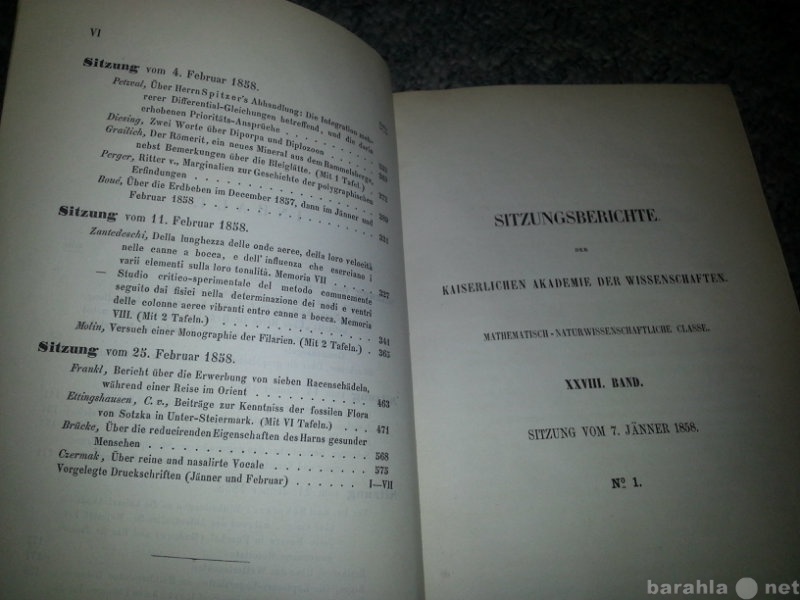 VI
Sitzung vom 4. Februar 1858.
Petzval, Über Herrn Spitzer's Abhandlung: Die Integration meh-
rerer Differential-Gleichungen betreffend, und die darin
erhobenen Prioritäts-Ansprüche
Diesing, Zwei Worte über Diporpa und Diplozoon
Grailich, Der Römerit, ein neues Mineral aus dem Rammelsberge,
nebst Bemerkungen über die Bleiglätte. (Mit 1 Tafel.)
Perger, Ritter v., Marginalien zur Geschichte der polygraphischen
Erfindungen
Boué, Über die Erdbeben im December 1857, dann im Jänner und
Februar 1858 . . . . . . . . . . . 321
Sitzung vom 11. Februar 1858.
Zantedeschi, Della lunghezza delle onde aeree, della loro velocità
nelle canne a bocca, e dell' influenza che eserciano i
varii elementi sulla loro tonalità. Memoria VII . . . 327
— Studio critico-sperimentale del metodo comunemente
seguito dai fisici nella determinazione dei nodi e ventri
delle colonne aeree vibranti entro canne a bocca. Memoria
VIII. (Mit 2 Tafeln.) . . . . . . . . . . . 341
Molin, Versuch einer Monographie der Filarien. (Mit 2 Tafeln.) . 365
Sitzung vom 25. Februar 1858.
Frankl, Bericht über die Erwerbung von sieben Racenschädeln,
während einer Reise im Orient . . . . . . . . . 463
Ettingshausen, C. v., Beiträge zur Kenntniss der fossilen Flora
von Sotzka in Unter-Steiermark. (Mit VI Tafeln.) . . 471
Brücke, Über die reducirenden Eigenschaften des Harns gesunder
Menschen . . . . . . . . . . . . . 568
Czermak, Über reine und nasalirte Vocale . . . . . . 575
Vorgelegte Druckschriften (Jänner und Februar) . . . . . I—VII
SITZUNGSBERICHTE
DER
KAISERLICHEN AKADEMIE DER WISSENSCHAFTEN.
MATHEMATISCH-NATURWISSENSCHAFTLICHE CLASSE.
XXVIII. BAND.
SITZUNG VOM 7. JÄNNER 1858.
Nº 1.
barahla net